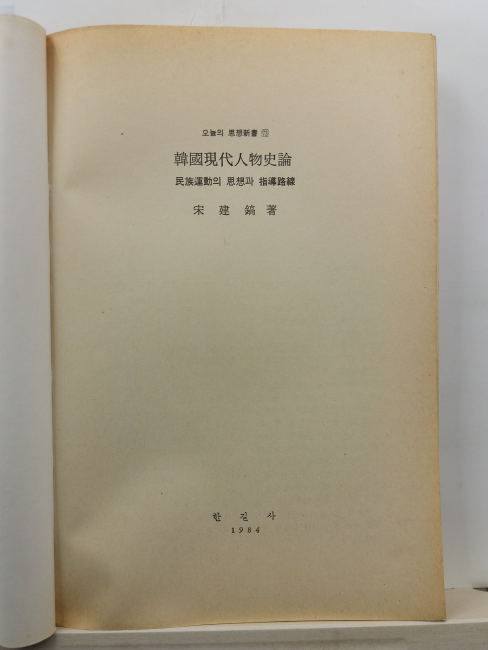 오늘의 思想新書
韓國現代人物史論
民族運動의 思想과 指導路線
宋建鎬 著
한길사
1984